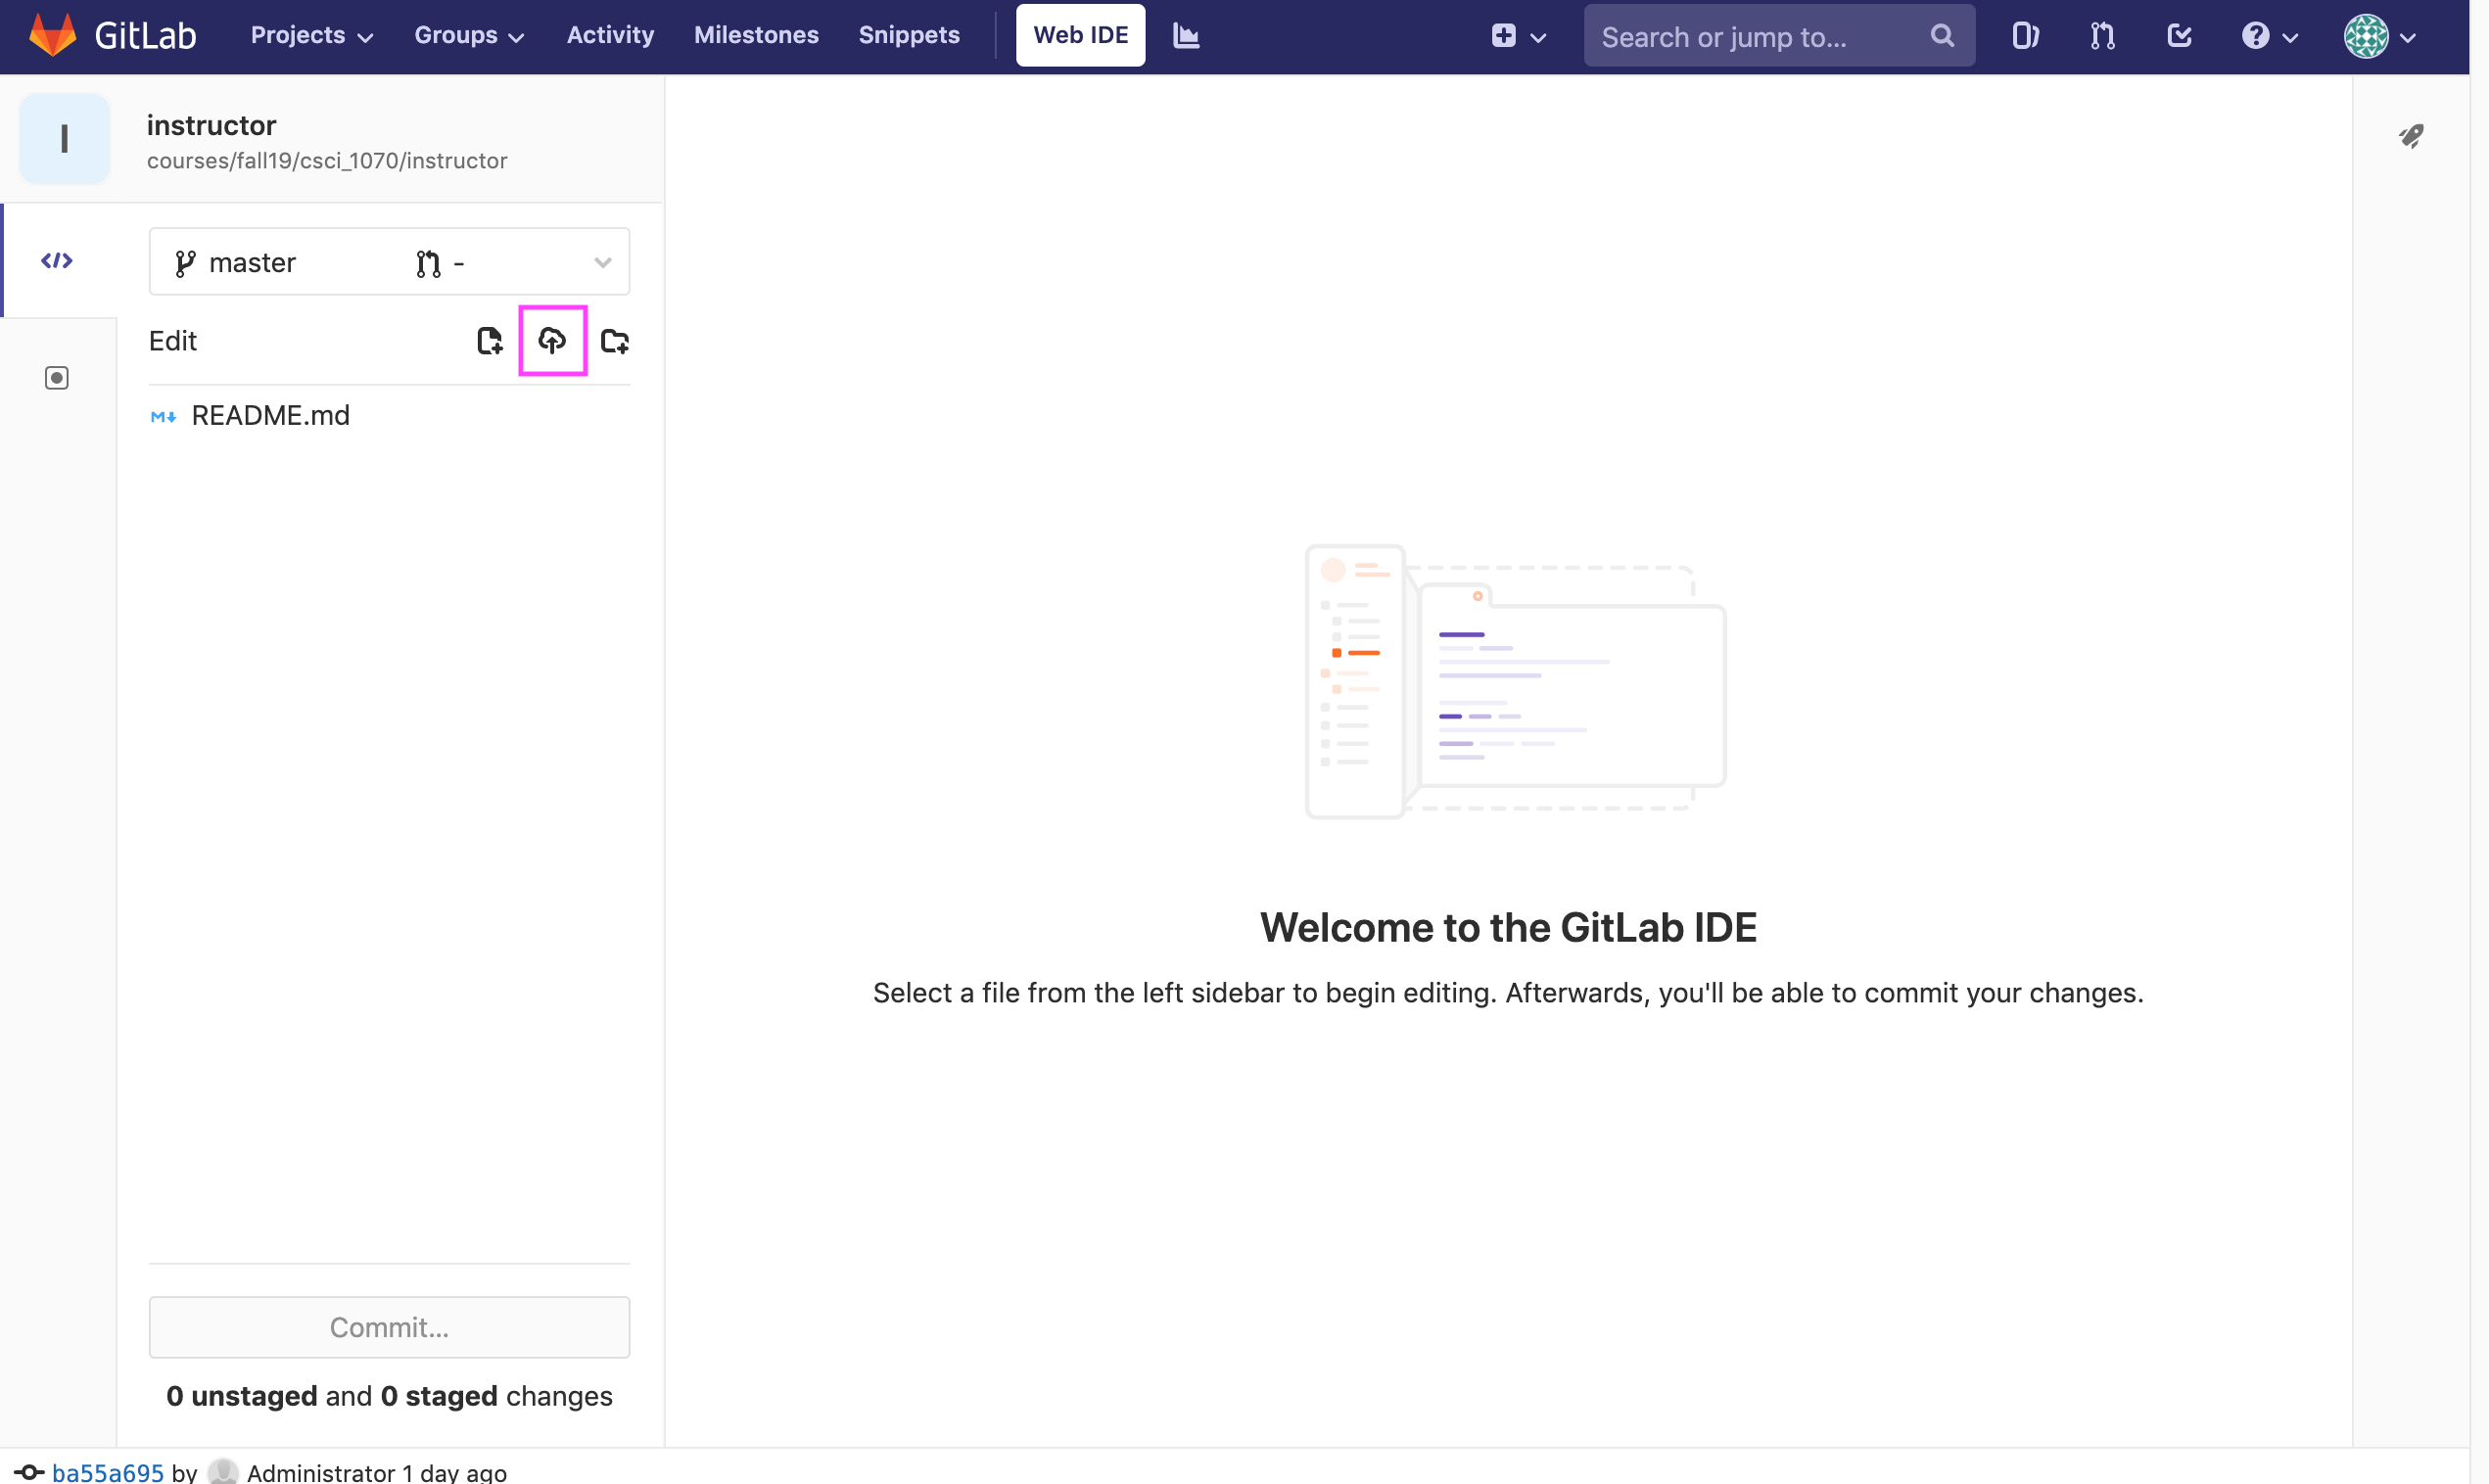 GitLab Projects Groups Activity Milestones Snippets Web IDE Search or jump to...
I
instructor
courses/fall19/csci_1070/instructor
master -
Edit
README.md
Welcome to the GitLab IDE
Select a file from the left sidebar to begin editing. Afterwards, you'll be able to commit your changes.
Commit...
0 unstaged and 0 staged changes
ba55a695 by Administrator 1 day ago